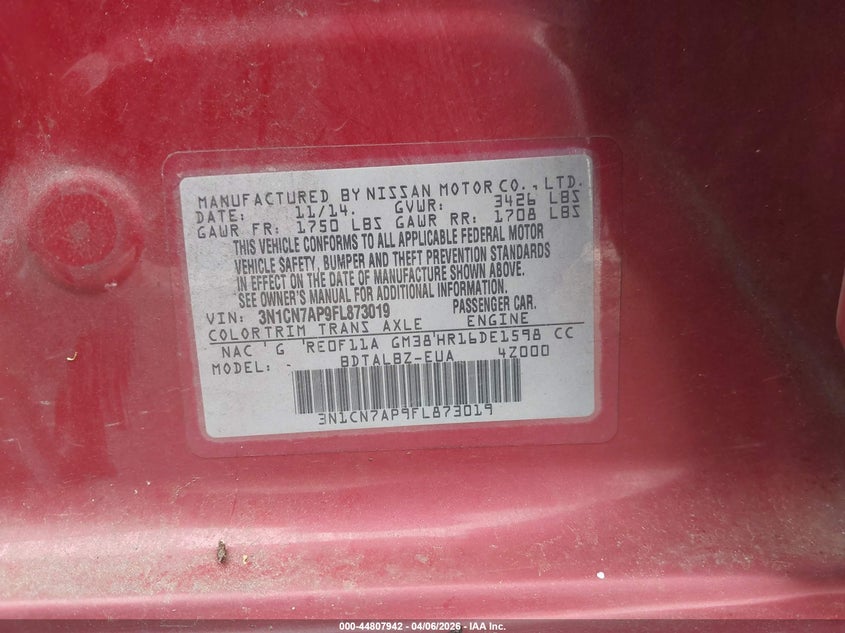 MANUFACTURED BY NISSAN MOTOR CO., LTD.
DATE: 11/14. GVWR: 3426 LBS
GAWR FR: 1750 LBS GAWR RR: 1708 LBS
THIS VEHICLE CONFORMS TO ALL APPLICABLE FEDERAL MOTOR
VEHICLE SAFETY, BUMPER AND THEFT PREVENTION STANDARDS
IN EFFECT ON THE DATE OF MANUFACTURE SHOWN ABOVE.
SEE OWNER'S MANUAL FOR ADDITIONAL INFORMATION.
VIN: 3N1CN7AP9FL873019 PASSENGER CAR.
COLORTRIM TRANS AXLE ENGINE
NAC ' G 'RE0F11A GM38'HR16DE1598 CC
MODEL: BDTALBZ-EUA 4Z000
3N1CN7AP9FL873019
000-44807942 - 04/06/2026 - IAA Inc.